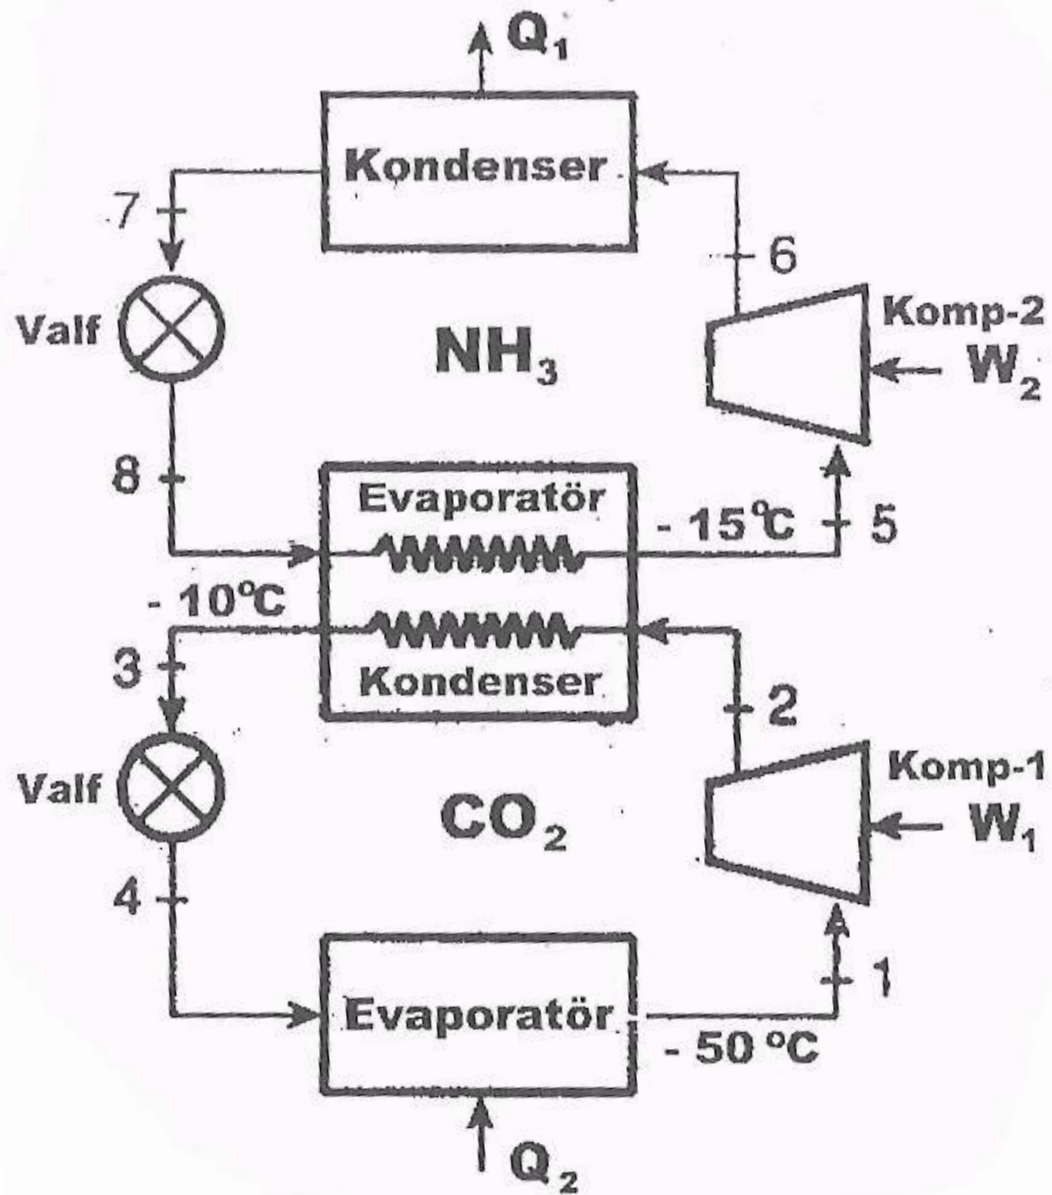 Q₁
Kondenser
7
6
Valf
Komp-2
NH₃
W₂
8
Evaporatör
- 15°C
5
- 10°C
3
Kondenser
2
Valf
Komp-1
CO₂
W₁
4
Evaporatör
1
- 50 °C
Q₂